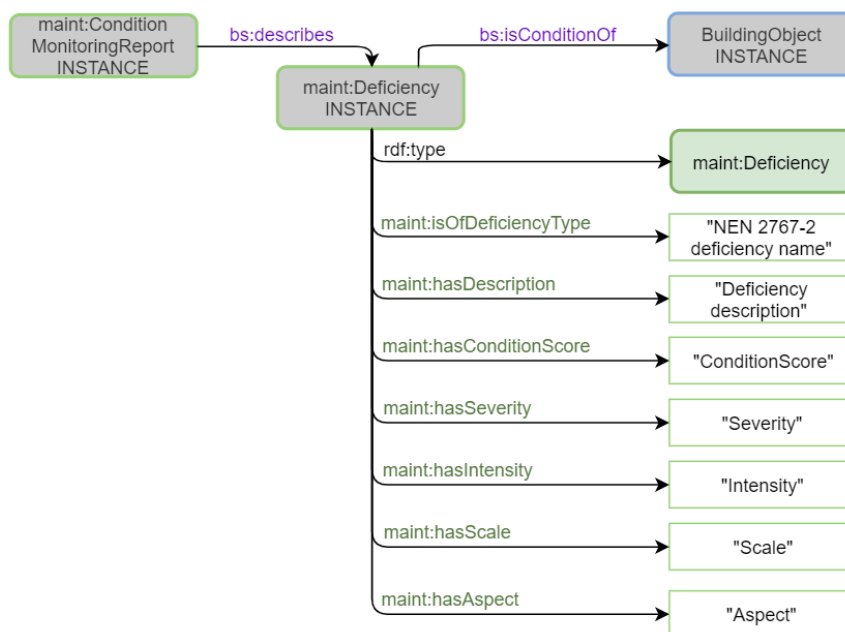 maint:Condition
MonitoringReport
INSTANCE
bs:describes
bs:isConditionOf
BuildingObject
INSTANCE
maint:Deficiency
INSTANCE
rdf:type
maint:Deficiency
maint:isOfDeficiencyType
"NEN 2767-2
deficiency name"
maint:hasDescription
"Deficiency
description"
maint:hasConditionScore
"ConditionScore"
maint:hasSeverity
"Severity"
maint:hasIntensity
"Intensity"
maint:hasScale
"Scale"
maint:hasAspect
"Aspect"